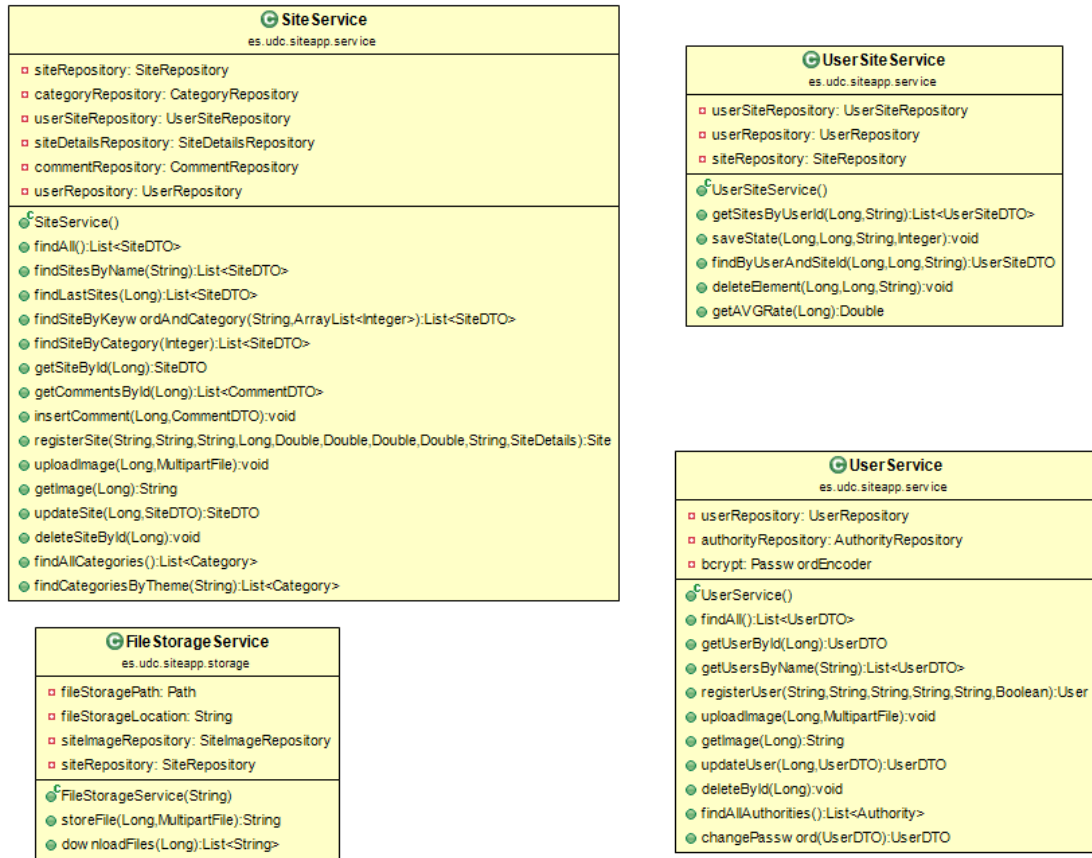 SiteService
es.udc.siteapp.service
siteRepository: SiteRepository
categoryRepository: CategoryRepository
userSiteRepository: UserSiteRepository
siteDetailsRepository: SiteDetailsRepository
commentRepository: CommentRepository
userRepository: UserRepository
SiteService()
findAll():List<SiteDTO>
findSitesByName(String):List<SiteDTO>
findLastSites(Long):List<SiteDTO>
findSiteByKeywordAndCategory(String,ArrayList<Integer>):List<SiteDTO>
findSiteByCategory(Integer):List<SiteDTO>
getSiteById(Long):SiteDTO
getCommentsById(Long):List<CommentDTO>
insertComment(Long,CommentDTO):void
registerSite(String,String,String,Long,Double,Double,Double,Double,String,SiteDetails):Site
uploadImage(Long,MultipartFile):void
getImage(Long):String
updateSite(Long,SiteDTO):SiteDTO
deleteSiteById(Long):void
findAllCategories():List<Category>
findCategoriesByTheme(String):List<Category>
UserSiteService
es.udc.siteapp.service
userSiteRepository: UserSiteRepository
userRepository: UserRepository
siteRepository: SiteRepository
UserSiteService()
getSitesByUserId(Long,String):List<UserSiteDTO>
saveState(Long,Long,String,Integer):void
findByUserAndSiteId(Long,Long,String):UserSiteDTO
deleteElement(Long,Long,String):void
getAVGRate(Long):Double
FileStorageService
es.udc.siteapp.storage
fileStoragePath: Path
fileStorageLocation: String
siteImageRepository: SiteImageRepository
siteRepository: SiteRepository
FileStorageService(String)
storeFile(Long,MultipartFile):String
downloadFiles(Long):List<String>
UserService
es.udc.siteapp.service
userRepository: UserRepository
authorityRepository: AuthorityRepository
bcrypt: PasswordEncoder
UserService()
findAll():List<UserDTO>
getUserById(Long):UserDTO
getUsersByName(String):List<UserDTO>
registerUser(String,String,String,String,String,Boolean):User
uploadImage(Long,MultipartFile):void
getImage(Long):String
updateUser(Long,UserDTO):UserDTO
deleteById(Long):void
findAllAuthorities():List<Authority>
changePassword(UserDTO):UserDTO